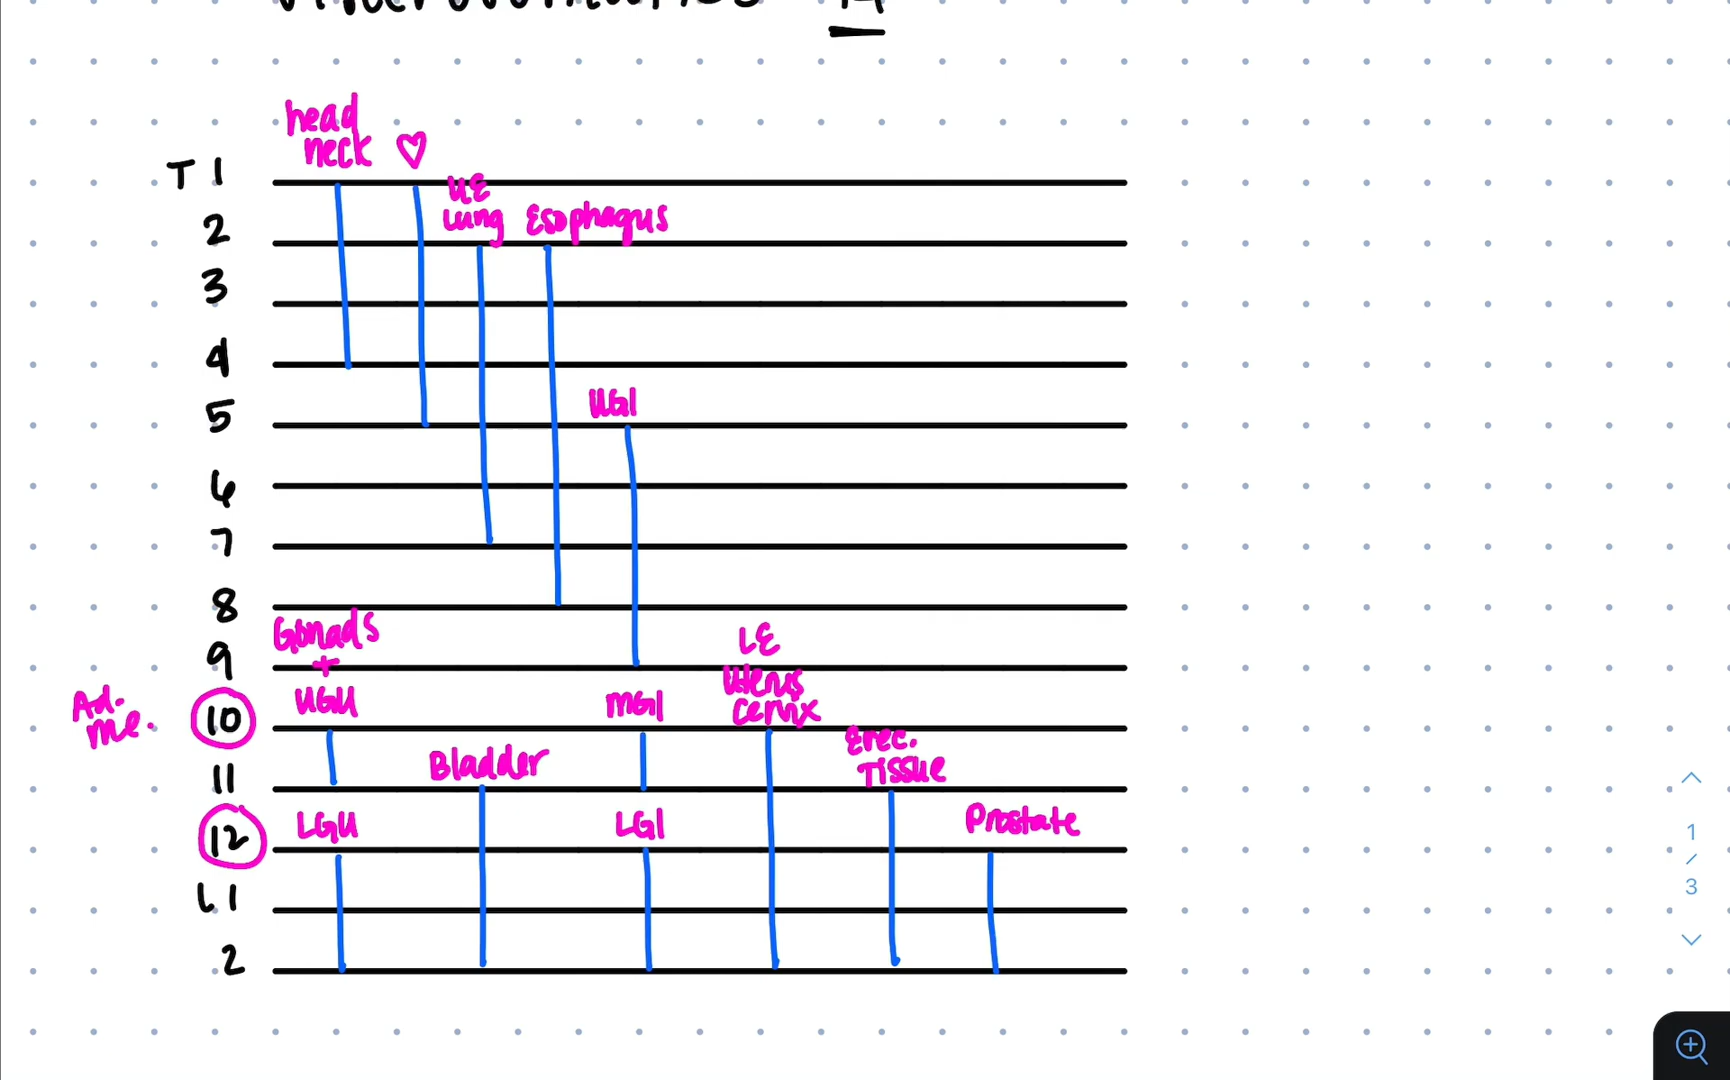 head
neck ♡
T 1
UE
Lung Esophagus
2
3
4
UGI
5
6
7
8
Gonads
+
LE
9
Ad.
me.
UGU
MGI
Uterus
Cervix
10
Bladder
Erec.
Tissue
11
LGU
LGI
Prostate
12
L1
2
1
/
3